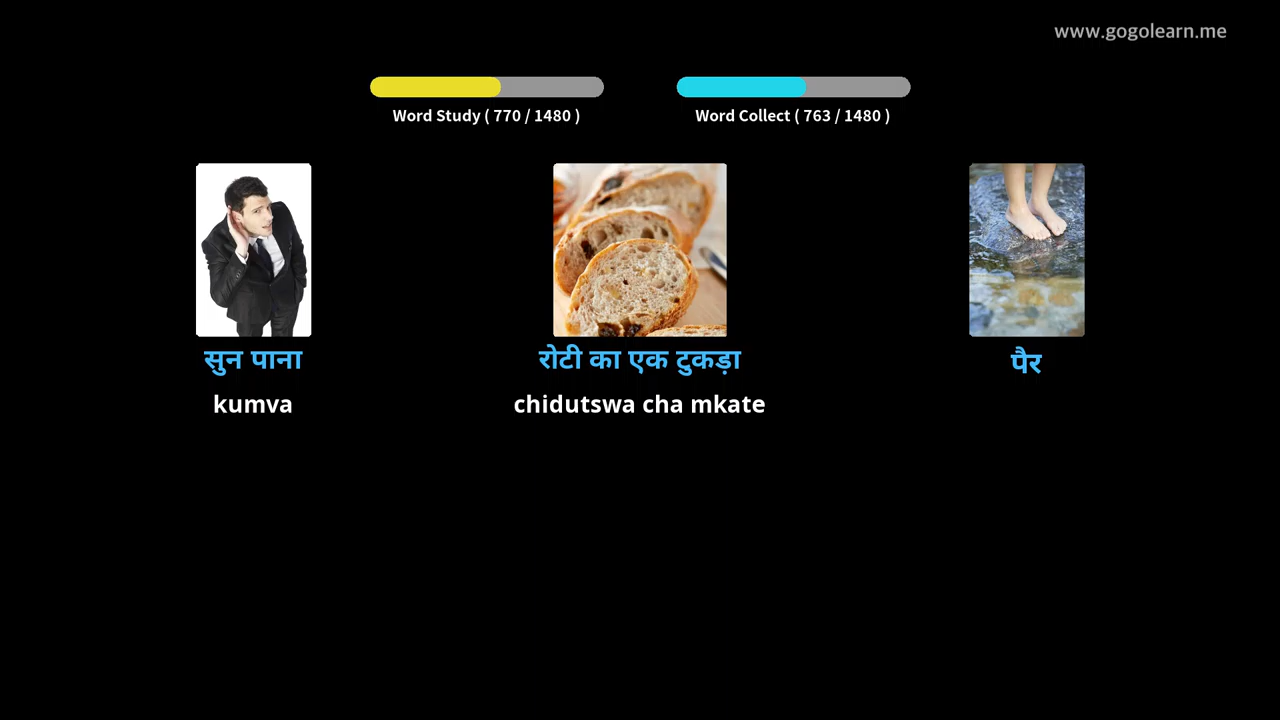 www.gogolearn.me
Word Study ( 770 / 1480 )
Word Collect ( 763 / 1480 )
सुन पाना
रोटी का एक टुकड़ा
पैर
kumva
chidutswa cha mkate